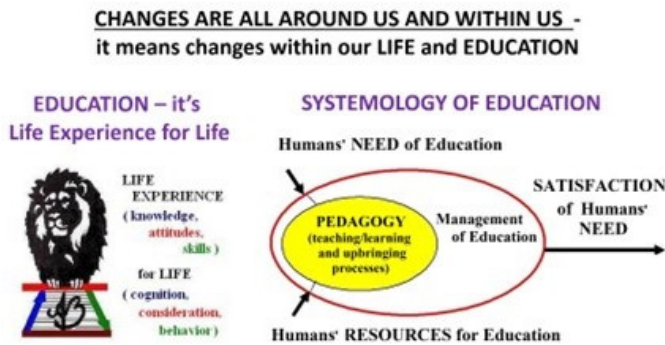 CHANGES ARE ALL AROUND US AND WITHIN US -
it means changes within our LIFE and EDUCATION
EDUCATION – it's
Life Experience for Life
LIFE
EXPERIENCE
( knowledge,
attitudes,
skills )
for LIFE
( cognition,
consideration,
behavior )
SYSTEMOLOGY OF EDUCATION
Humans' NEED of Education
PEDAGOGY
(teaching/learning
and upbringing
processes)
Management
of Education
SATISFACTION
of Humans'
NEED
Humans' RESOURCES for Education